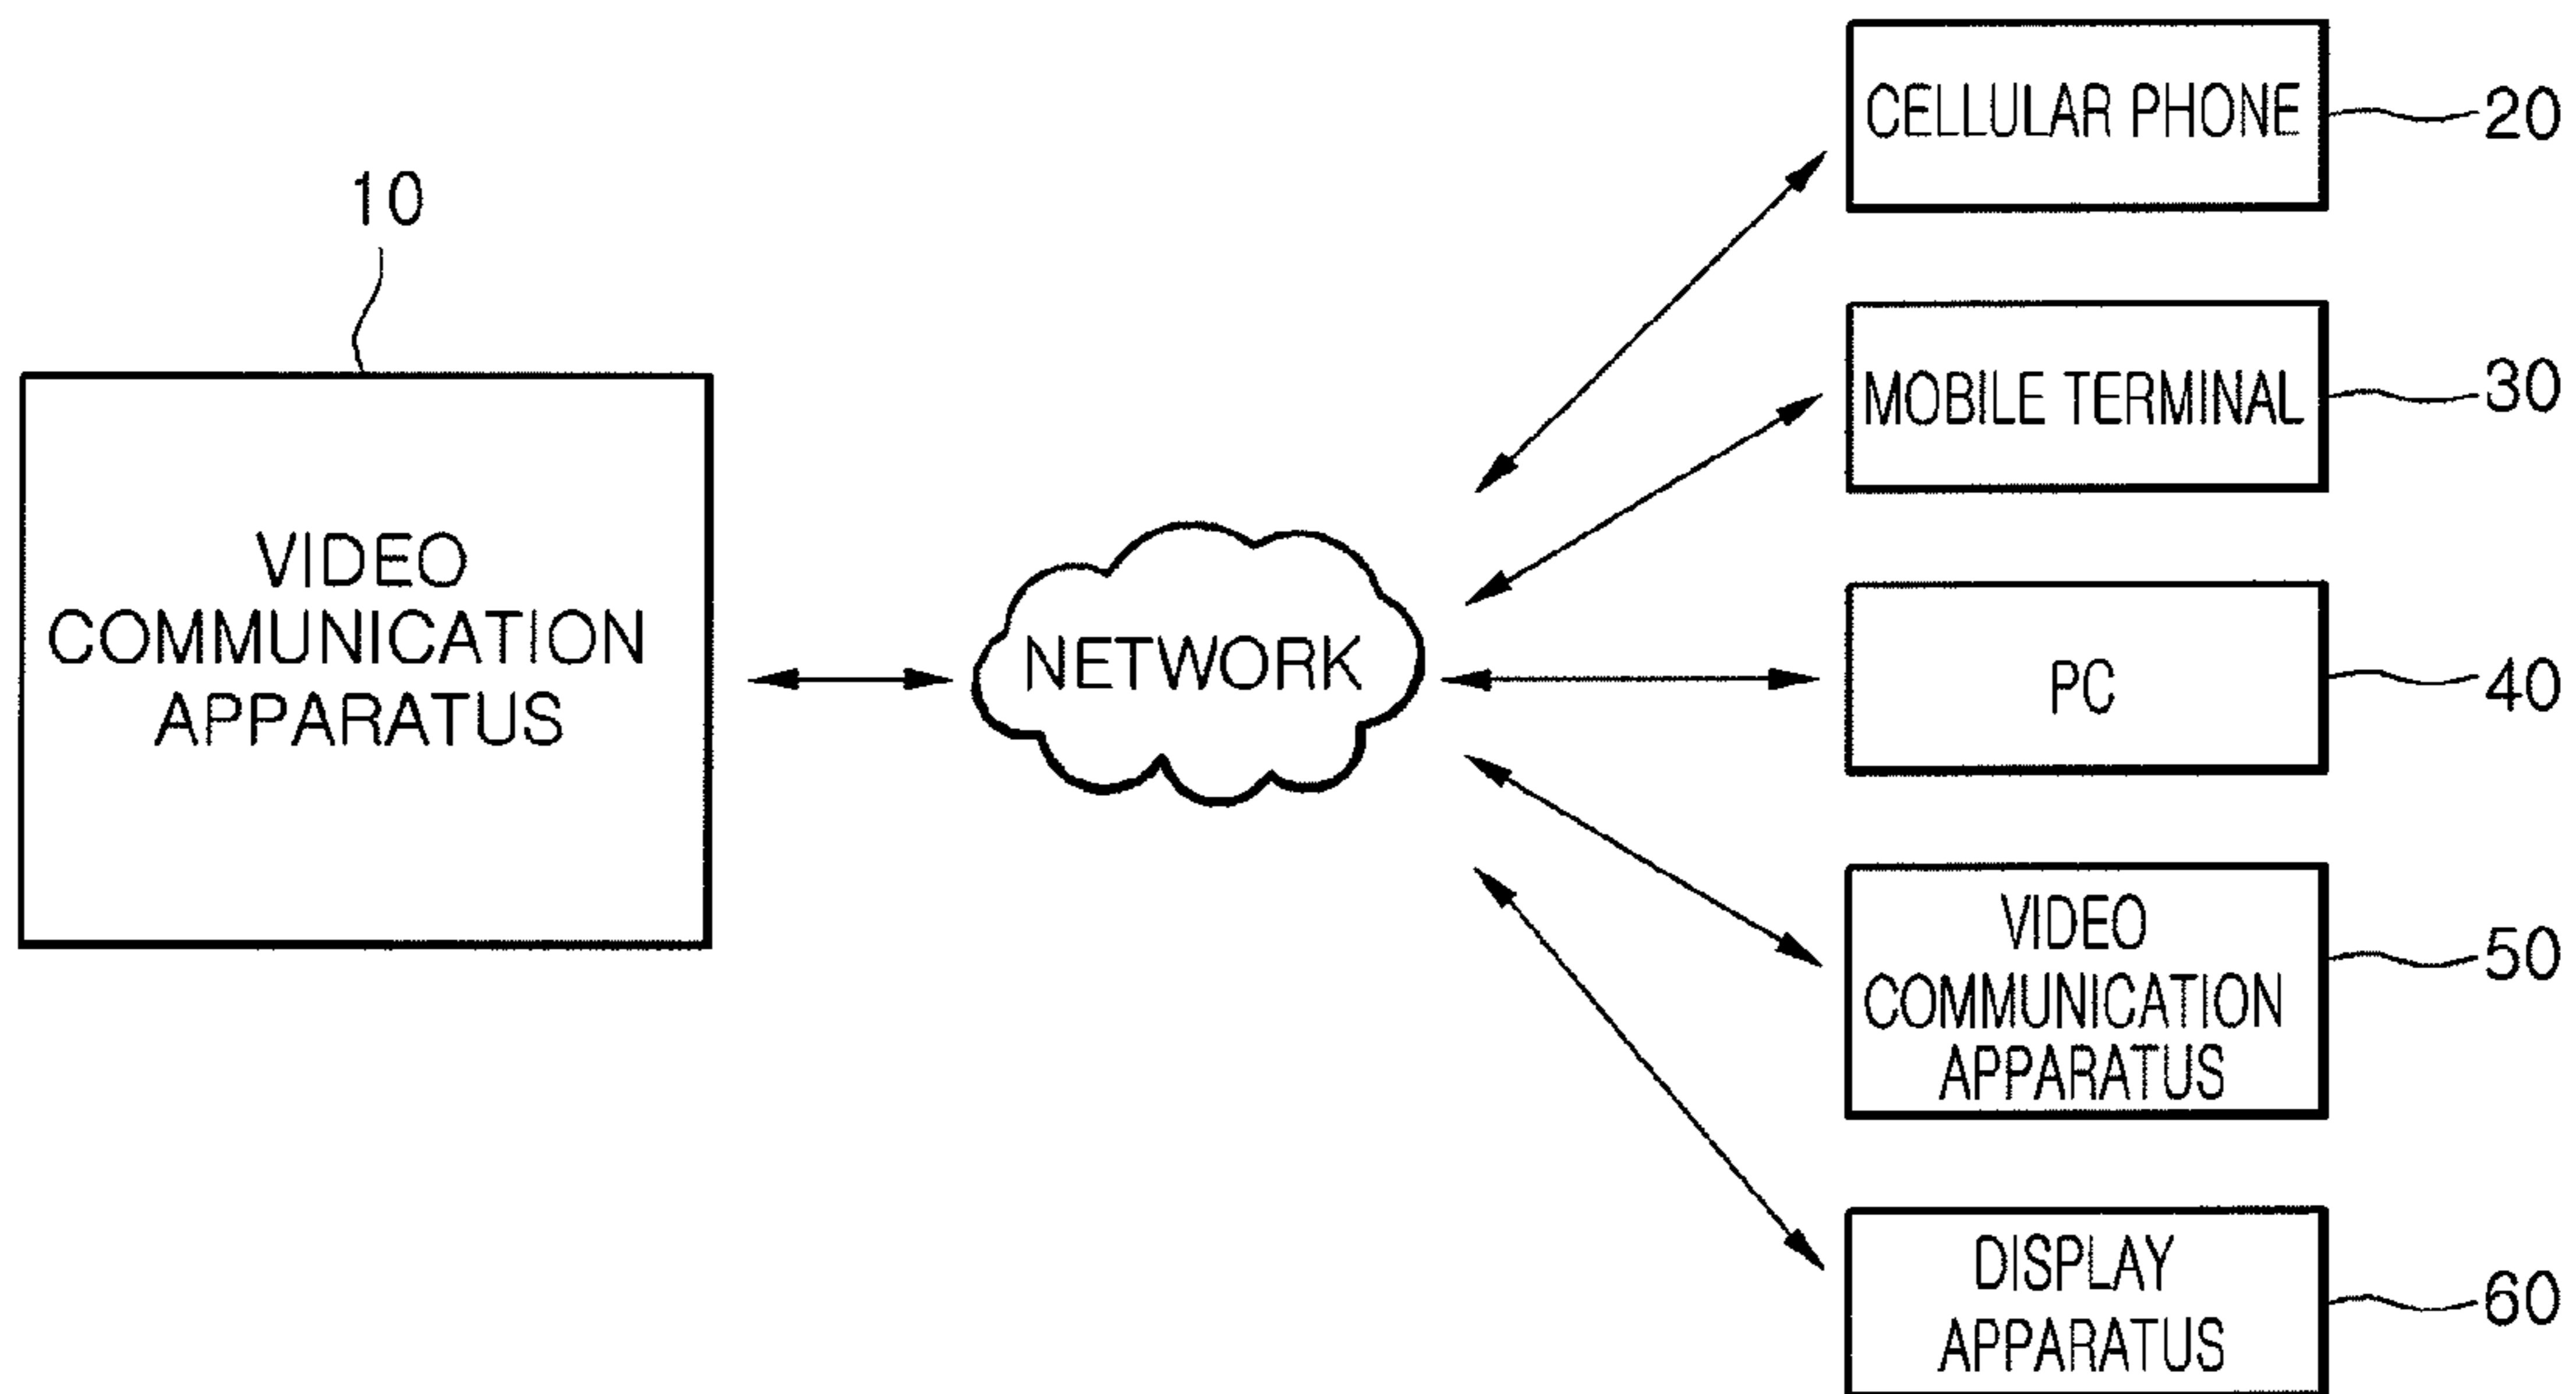 10
VIDEO
COMMUNICATION
APPARATUS
NETWORK
CELLULAR PHONE
20
MOBILE TERMINAL
30
PC
40
VIDEO
COMMUNICATION
APPARATUS
50
DISPLAY
APPARATUS
60